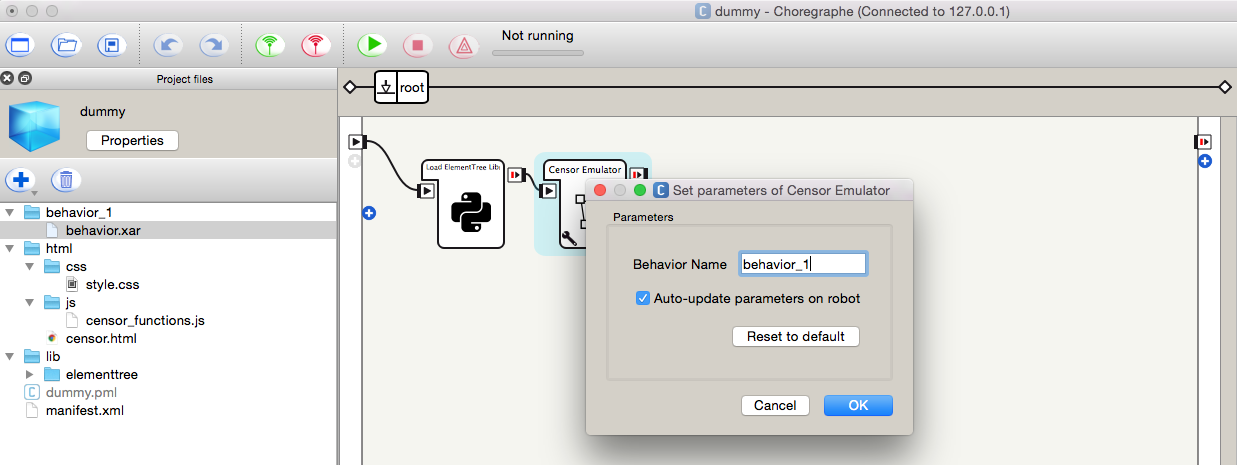 dummy - Choregraphe (Connected to 127.0.0.1)
Not running
Project files
dummy
Properties
behavior_1
behavior.xar
html
css
style.css
js
censor_functions.js
censor.html
lib
elementtree
dummy.pml
manifest.xml
root
Load ElementTree Libr
Censor Emulator
Set parameters of Censor Emulator
Parameters
Behavior Name behavior_1
Auto-update parameters on robot
Reset to default
Cancel OK